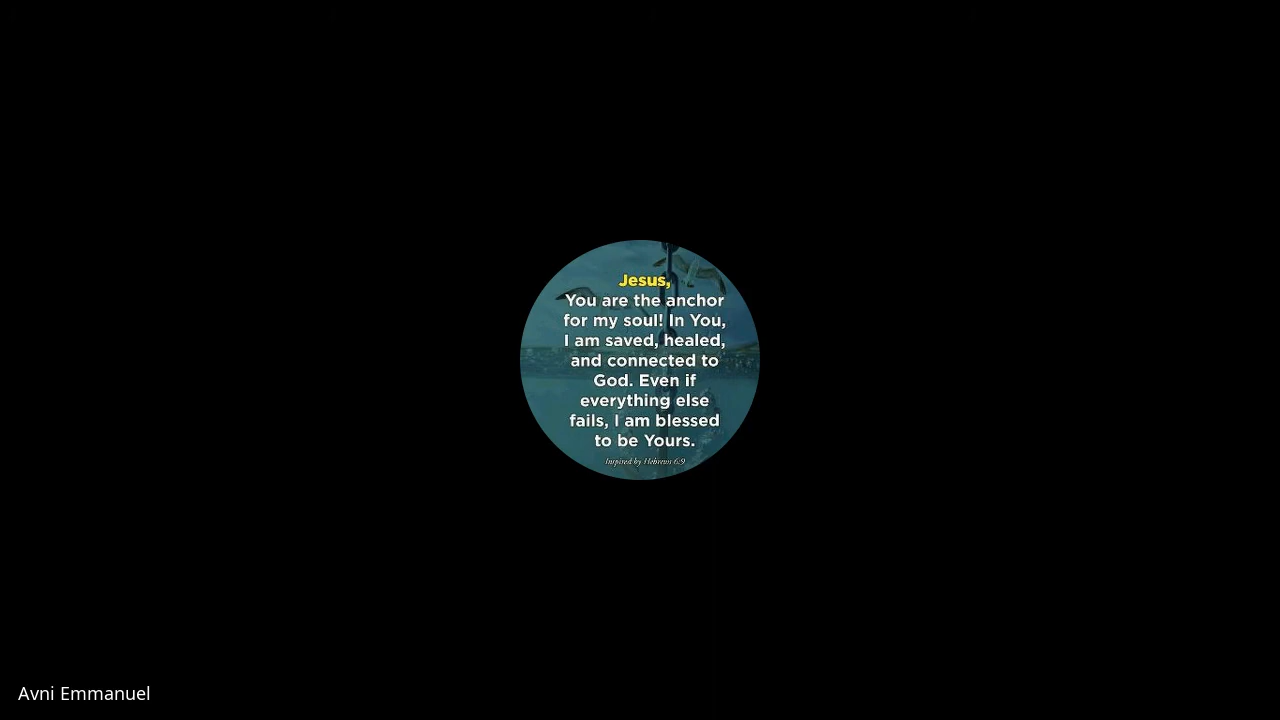 Jesus,
You are the anchor
for my soul! In You,
I am saved, healed,
and connected to
God. Even if
everything else
fails, I am blessed
to be Yours.
Inspired by Hebrews 6:9
Avni Emmanuel